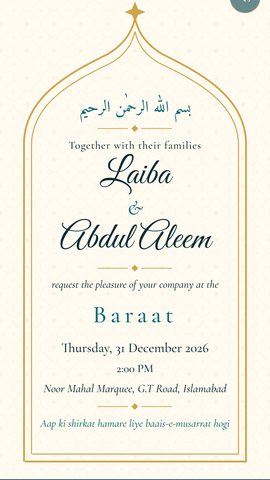 بسم الله الرحمٰن الرحيم
Together with their families
Laiba
&
Abdul Aleem
request the pleasure of your company at the
Baraat
Thursday, 31 December 2026
2:00 PM
Noor Mahal Marquee, G.T Road, Islamabad
Aap ki shirkat hamare liye baais-e-musarrat hogi